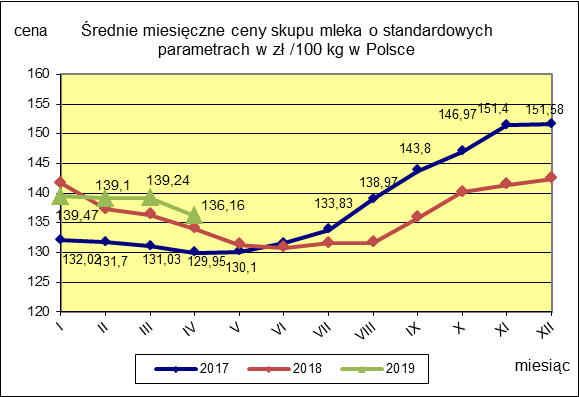 cena
Średnie miesięczne ceny skupu mleka o standardowych
parametrach w zł /100 kg w Polsce
160
155
150
145
140
135
130
125
120
146,97
151,4
151,58
143,8
138,97
133,83
139,1
139,24
136,16
139,47
132,02
131,7
131,03
129,95
130,1
I
II
III
IV
V
VI
VII
VIII
IX
X
XI
XII
miesiąc
2017
2018
2019